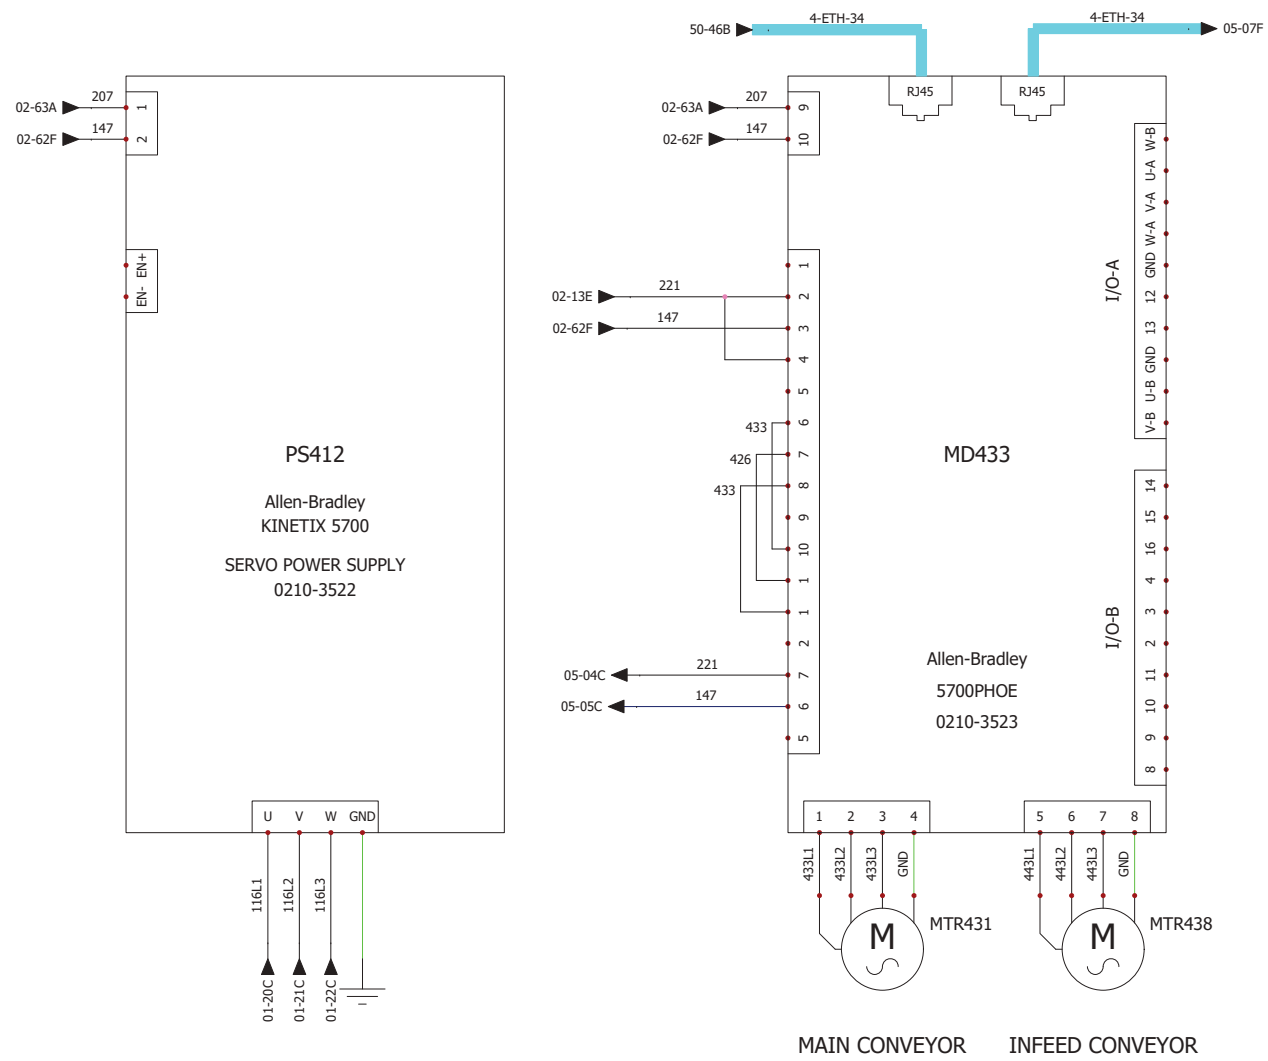 4-ETH-34
4-ETH-34
50-46B
05-07F
RJ45
RJ45
02-63A
207
1
02-62F
147
2
EN+
EN-
PS412
Allen-Bradley
KINETIX 5700
SERVO POWER SUPPLY
0210-3522
U
V
W
GND
116L1
116L2
116L3
01-20C
01-21C
01-22C
02-63A
207
9
02-62F
147
10
1
02-13E
221
2
02-62F
147
3
4
5
433
6
426
7
433
8
9
10
1
1
2
05-04C
221
7
05-05C
147
6
5
MD433
Allen-Bradley
5700PHOE
0210-3523
I/O-A
W-B
U-A
V-A
W-A
GND
12
13
GND
U-B
V-B
I/O-B
14
15
16
4
3
2
11
10
9
8
1
2
3
4
433L1
433L2
433L3
GND
M
MTR431
5
6
7
8
443L1
443L2
443L3
GND
M
MTR438
MAIN CONVEYOR
INFEED CONVEYOR